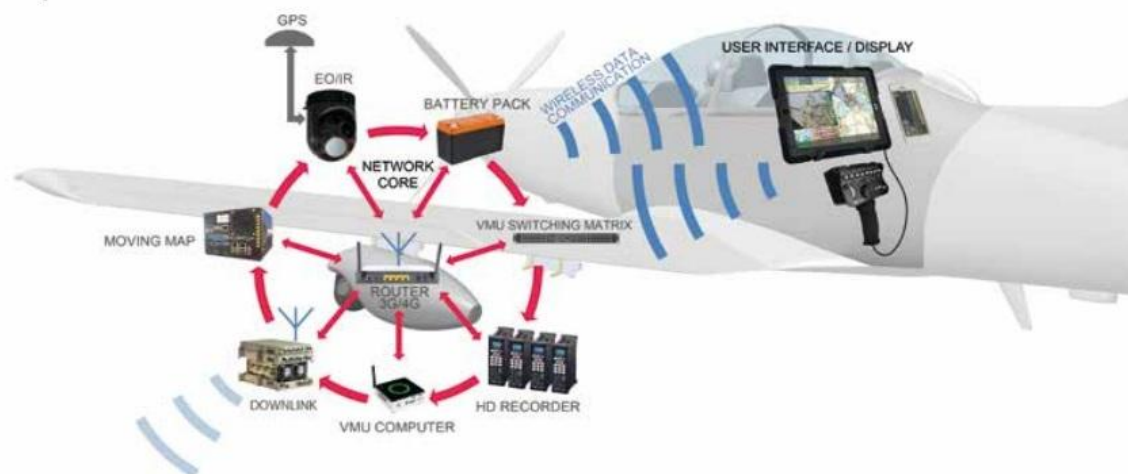 GPS
EO/IR
BATTERY PACK
WIRELESS DATA
COMMUNICATION
USER INTERFACE / DISPLAY
NETWORK
CORE
MOVING MAP
VMU SWITCHING MATRIX
ROUTER
3G/4G
DOWNLINK
VMU COMPUTER
HD RECORDER